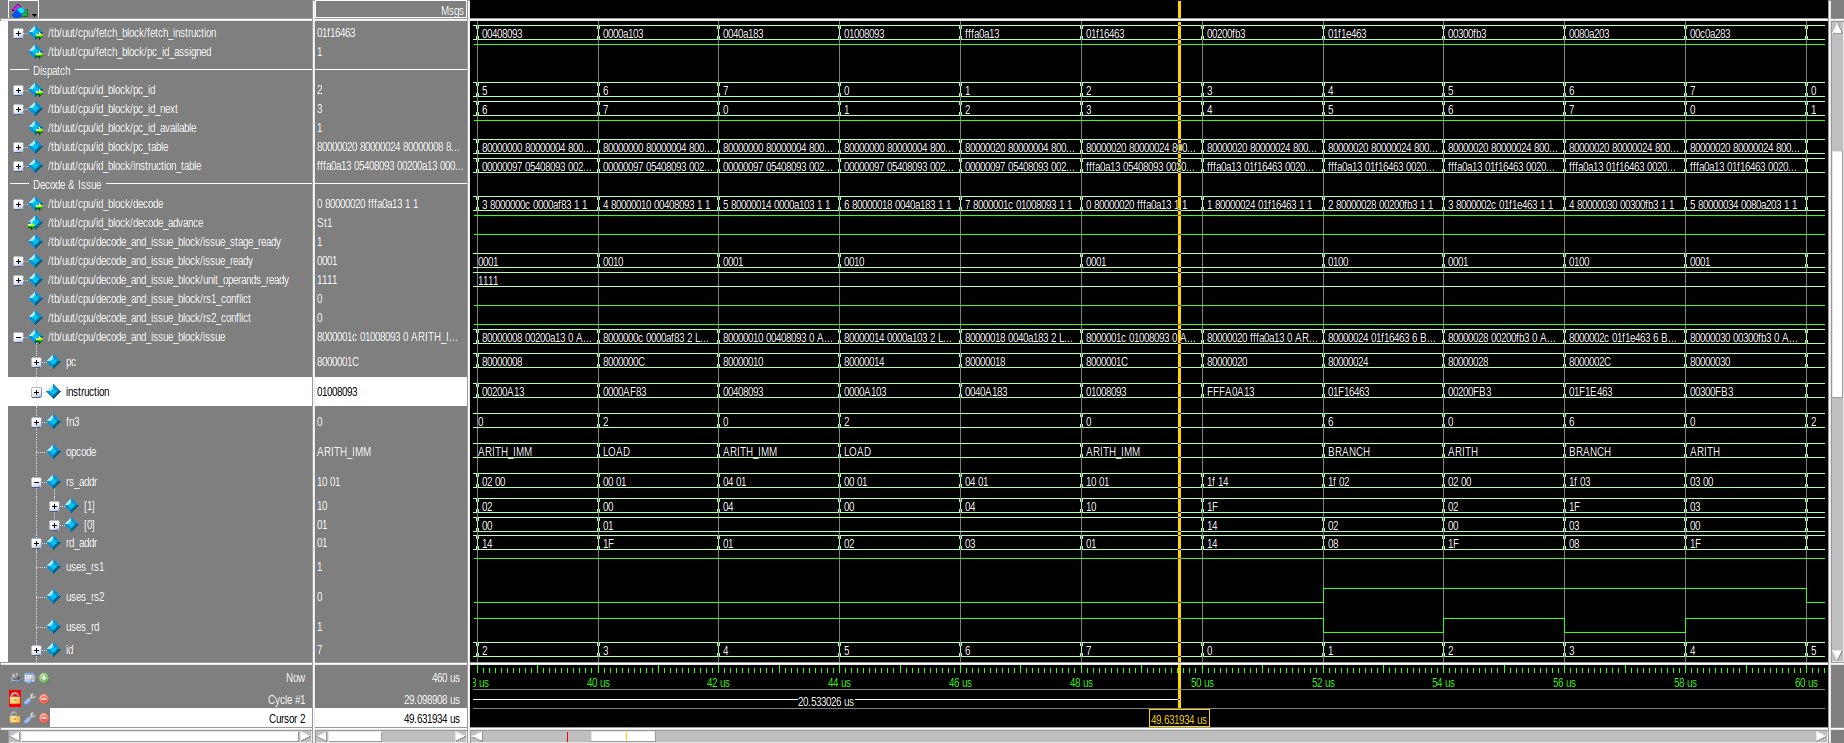 Msgs
/tb/uut/cpu/fetch_block/fetch_instruction 01f16463 00408093 0000a103 0040a183 01008093 fffa0a13 01f16463 00200fb3 01f1e463 00300fb3 0080a203 00c0a283
/tb/uut/cpu/fetch_block/pc_id_assigned 1
Dispatch
/tb/uut/cpu/id_block/pc_id 2 5 6 7 0 1 2 3 4 5 6 7 0
/tb/uut/cpu/id_block/pc_id_next 3 6 7 0 1 2 3 4 5 6 7 0 1
/tb/uut/cpu/id_block/pc_id_available 1
/tb/uut/cpu/id_block/pc_table 80000020 80000024 80000008 8... 80000000 80000004 800... 80000000 80000004 800... 80000000 80000004 800... 80000000 80000004 800... 80000020 80000004 800... 80000020 80000024 80... 80000020 80000024 800... 80000020 80000024 800... 80000020 80000024 800... 80000020 80000024 800... 80000020 80000024 800...
/tb/uut/cpu/id_block/instruction_table fffa0a13 05408093 00200a13 000... 00000097 05408093 002... 00000097 05408093 002... 00000097 05408093 002... 00000097 05408093 002... 00000097 05408093 002... fffa0a13 05408093 0020... fffa0a13 01f16463 0020... fffa0a13 01f16463 0020... fffa0a13 01f16463 0020... fffa0a13 01f16463 0020... fffa0a13 01f16463 0020...
Decode & Issue
/tb/uut/cpu/id_block/decode 0 80000020 fffa0a13 1 1 3 8000000c 0000af83 1 1 4 80000010 00408093 1 1 5 80000014 0000a103 1 1 6 80000018 0040a183 1 1 7 8000001c 01008093 1 1 0 80000020 fffa0a13 1 1 1 80000024 01f16463 1 1 2 80000028 00200fb3 1 1 3 8000002c 01f1e463 1 1 4 80000030 00300fb3 1 1 5 80000034 0080a203 1 1
/tb/uut/cpu/id_block/decode_advance St1
/tb/uut/cpu/decode_and_issue_block/issue_stage_ready 1
/tb/uut/cpu/decode_and_issue_block/issue_ready 0001 0001 0010 0001 0010 0001 0100 0001 0100 0001
/tb/uut/cpu/decode_and_issue_block/unit_operands_ready 1111 1111
/tb/uut/cpu/decode_and_issue_block/rs1_conflict 0
/tb/uut/cpu/decode_and_issue_block/rs2_conflict 0
/tb/uut/cpu/decode_and_issue_block/issue 8000001c 01008093 0 ARITH_I... 80000008 00200a13 0 A... 8000000c 0000af83 2 L... 80000010 00408093 0 A... 80000014 0000a103 2 L... 80000018 0040a183 2 L... 8000001c 01008093 0 A... 80000020 fffa0a13 0 AR... 80000024 01f16463 6 B... 80000028 00200fb3 0 A... 8000002c 01f1e463 6 B... 80000030 00300fb3 0 A...
pc 8000001C 80000008 8000000C 80000010 80000014 80000018 8000001C 80000020 80000024 80000028 8000002C 80000030
instruction 01008093 00200A13 0000AF83 00408093 0000A103 0040A183 01008093 FFFA0A13 01F16463 00200FB3 01F1E463 00300FB3
fn3 0 0 2 0 2 0 6 0 6 0 2
opcode ARITH_IMM ARITH_IMM LOAD ARITH_IMM LOAD ARITH_IMM BRANCH ARITH BRANCH ARITH
rs_addr 10 01 02 00 00 01 04 01 00 01 04 01 10 01 1f 14 1f 02 02 00 1f 03 03 00
[1] 10 02 00 04 00 04 10 1F 02 1F 03
[0] 01 00 01 14 02 00 03 00
rd_addr 01 14 1F 01 02 03 01 14 08 1F 08 1F
uses_rs1 1
uses_rs2 0
uses_rd 1
id 7 2 3 4 5 6 7 0 1 2 3 4 5
Now 460 us 40 us 42 us 44 us 46 us 48 us 50 us 52 us 54 us 56 us 58 us 60 us
Cycle #1 29.098908 us 20.533026 us
Cursor 2 49.631934 us 49.631934 us